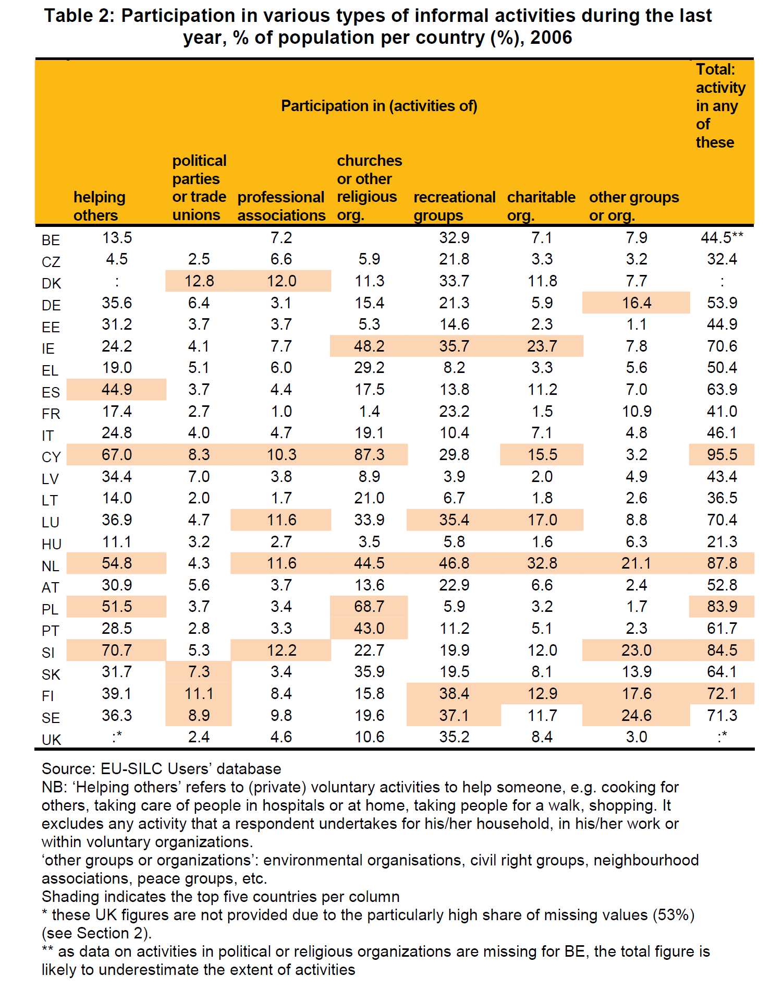 Table 2: Participation in various types of informal activities during the last
year, % of population per country (%), 2006
Participation in (activities of)
Total:
activity
in any
of
these
helping
others
political
parties
or trade
unions
professional
associations
churches
or other
religious
org.
recreational
groups
charitable
org.
other groups
or org.
BE 13.5 7.2 32.9 7.1 7.9 44.5**
CZ 4.5 2.5 6.6 5.9 21.8 3.3 3.2 32.4
DK : 12.8 12.0 11.3 33.7 11.8 7.7 :
DE 35.6 6.4 3.1 15.4 21.3 5.9 16.4 53.9
EE 31.2 3.7 3.7 5.3 14.6 2.3 1.1 44.9
IE 24.2 4.1 7.7 48.2 35.7 23.7 7.8 70.6
EL 19.0 5.1 6.0 29.2 8.2 3.3 5.6 50.4
ES 44.9 3.7 4.4 17.5 13.8 11.2 7.0 63.9
FR 17.4 2.7 1.0 1.4 23.2 1.5 10.9 41.0
IT 24.8 4.0 4.7 19.1 10.4 7.1 4.8 46.1
CY 67.0 8.3 10.3 87.3 29.8 15.5 3.2 95.5
LV 34.4 7.0 3.8 8.9 3.9 2.0 4.9 43.4
LT 14.0 2.0 1.7 21.0 6.7 1.8 2.6 36.5
LU 36.9 4.7 11.6 33.9 35.4 17.0 8.8 70.4
HU 11.1 3.2 2.7 3.5 5.8 1.6 6.3 21.3
NL 54.8 4.3 11.6 44.5 46.8 32.8 21.1 87.8
AT 30.9 5.6 3.7 13.6 22.9 6.6 2.4 52.8
PL 51.5 3.7 3.4 68.7 5.9 3.2 1.7 83.9
PT 28.5 2.8 3.3 43.0 11.2 5.1 2.3 61.7
SI 70.7 5.3 12.2 22.7 19.9 12.0 23.0 84.5
SK 31.7 7.3 3.4 35.9 19.5 8.1 13.9 64.1
FI 39.1 11.1 8.4 15.8 38.4 12.9 17.6 72.1
SE 36.3 8.9 9.8 19.6 37.1 11.7 24.6 71.3
UK :* 2.4 4.6 10.6 35.2 8.4 3.0 :*
Source: EU-SILC Users’ database
NB: ‘Helping others’ refers to (private) voluntary activities to help someone, e.g. cooking for
others, taking care of people in hospitals or at home, taking people for a walk, shopping. It
excludes any activity that a respondent undertakes for his/her household, in his/her work or
within voluntary organizations.
‘other groups or organizations’: environmental organisations, civil right groups, neighbourhood
associations, peace groups, etc.
Shading indicates the top five countries per column
* these UK figures are not provided due to the particularly high share of missing values (53%)
(see Section 2).
** as data on activities in political or religious organizations are missing for BE, the total figure is
likely to underestimate the extent of activities